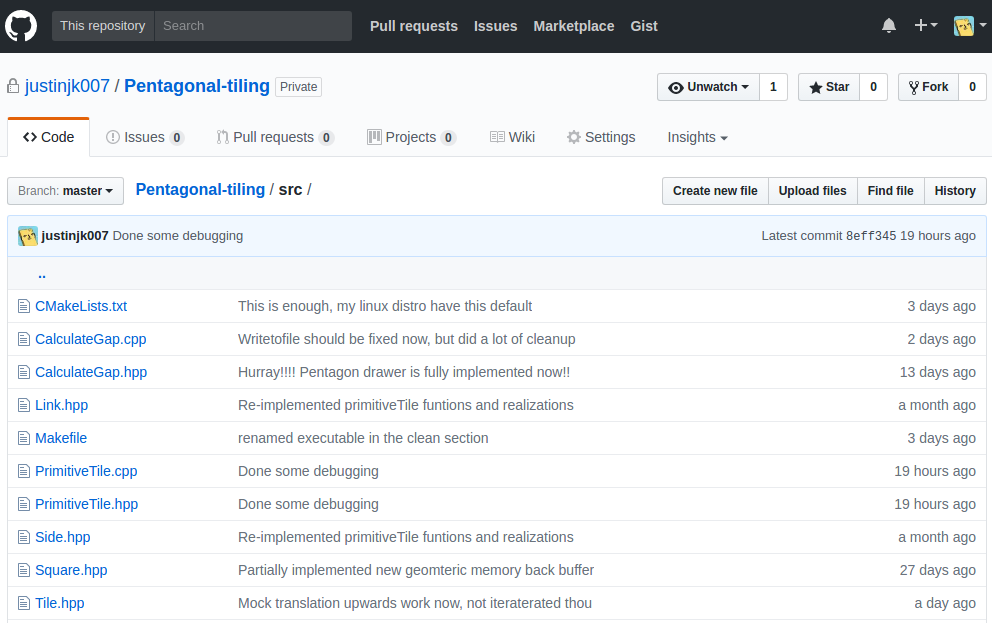 This repository Search Pull requests Issues Marketplace Gist
justinjk007 / Pentagonal-tiling Private Unwatch 1 Star 0 Fork 0
Code Issues 0 Pull requests 0 Projects 0 Wiki Settings Insights
Branch: master Pentagonal-tiling / src / Create new file Upload files Find file History
justinjk007 Done some debugging Latest commit 8eff345 19 hours ago
..
CMakeLists.txt This is enough, my linux distro have this default 3 days ago
CalculateGap.cpp Writetofile should be fixed now, but did a lot of cleanup 2 days ago
CalculateGap.hpp Hurray!!!! Pentagon drawer is fully implemented now!! 13 days ago
Link.hpp Re-implemented primitiveTile funtions and realizations a month ago
Makefile renamed executable in the clean section 3 days ago
PrimitiveTile.cpp Done some debugging 19 hours ago
PrimitiveTile.hpp Done some debugging 19 hours ago
Side.hpp Re-implemented primitiveTile funtions and realizations a month ago
Square.hpp Partially implemented new geomteric memory back buffer 27 days ago
Tile.hpp Mock translation upwards work now, not iteraterated thou a day ago